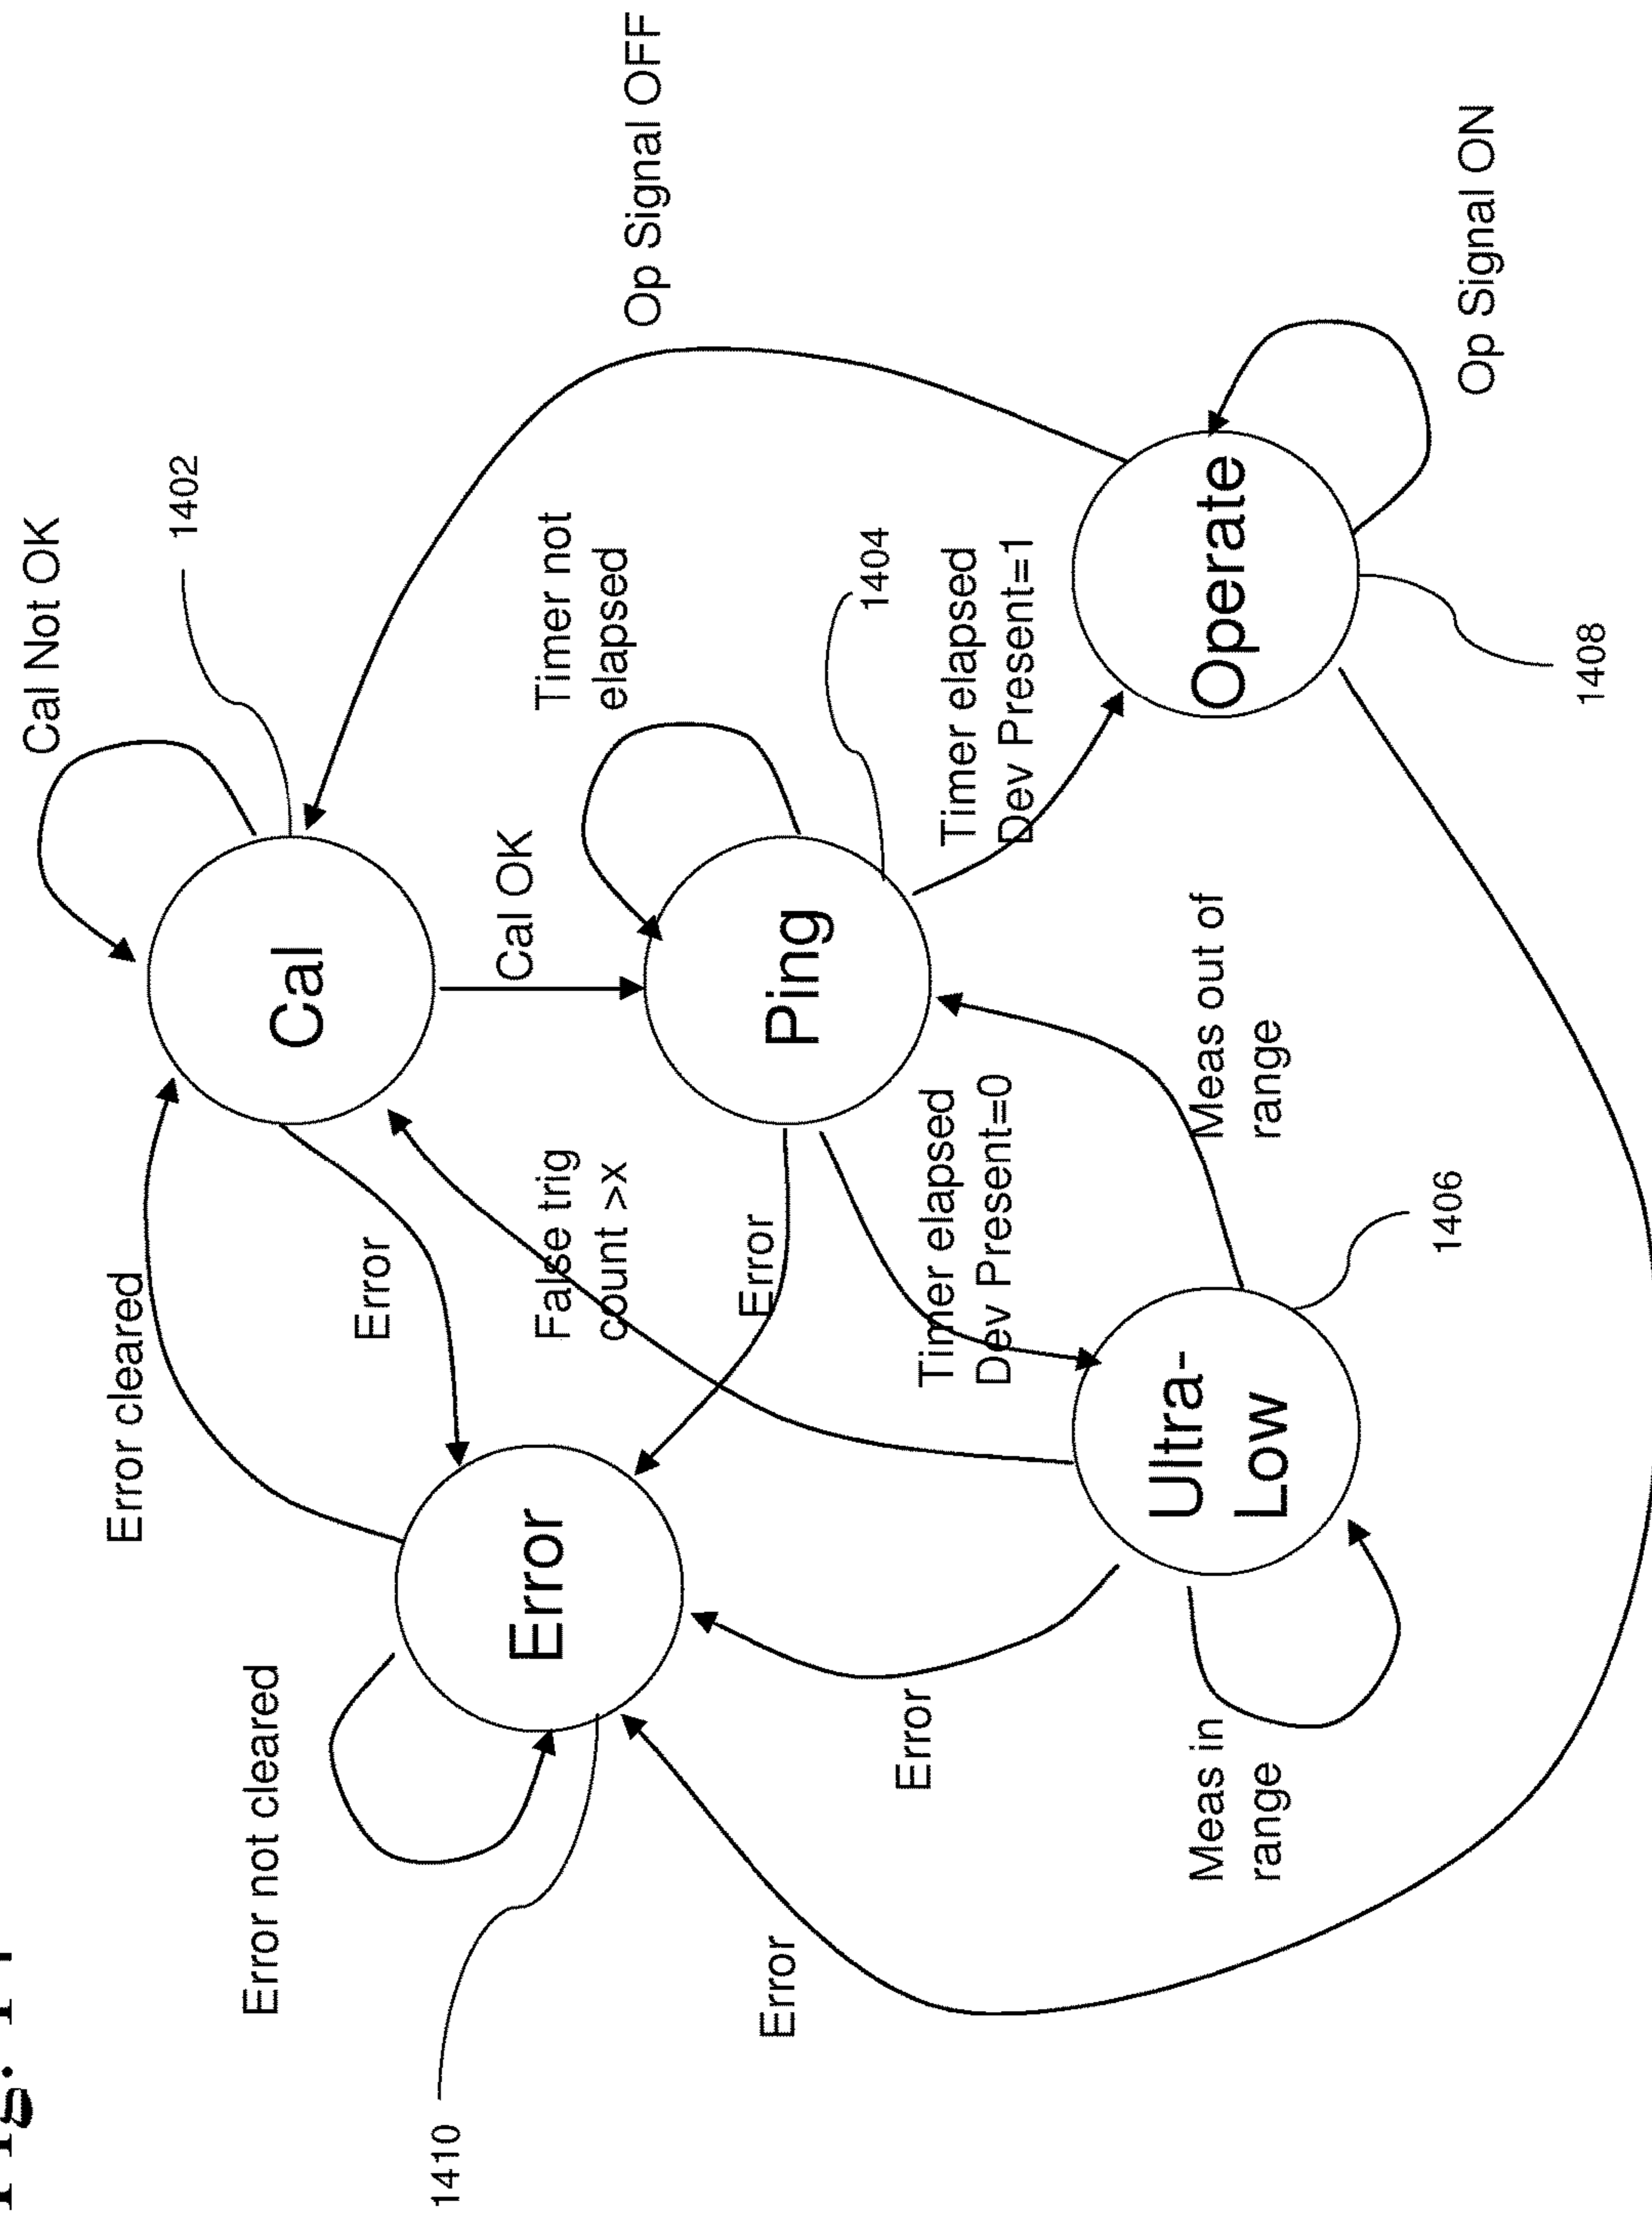 Cal Not OK
1402
Op Signal OFF
Error cleared
Cal
Error not cleared
Error
Cal OK
Timer not
elapsed
1410
False trig
count >x
Error
Error
Ping
1404
Error
Timer elapsed
Dev Present=0
Timer elapsed
Dev Present=1
Error
Meas in
range
Ultra-
Low
Meas out of
range
Operate
1406
Op Signal ON
1408